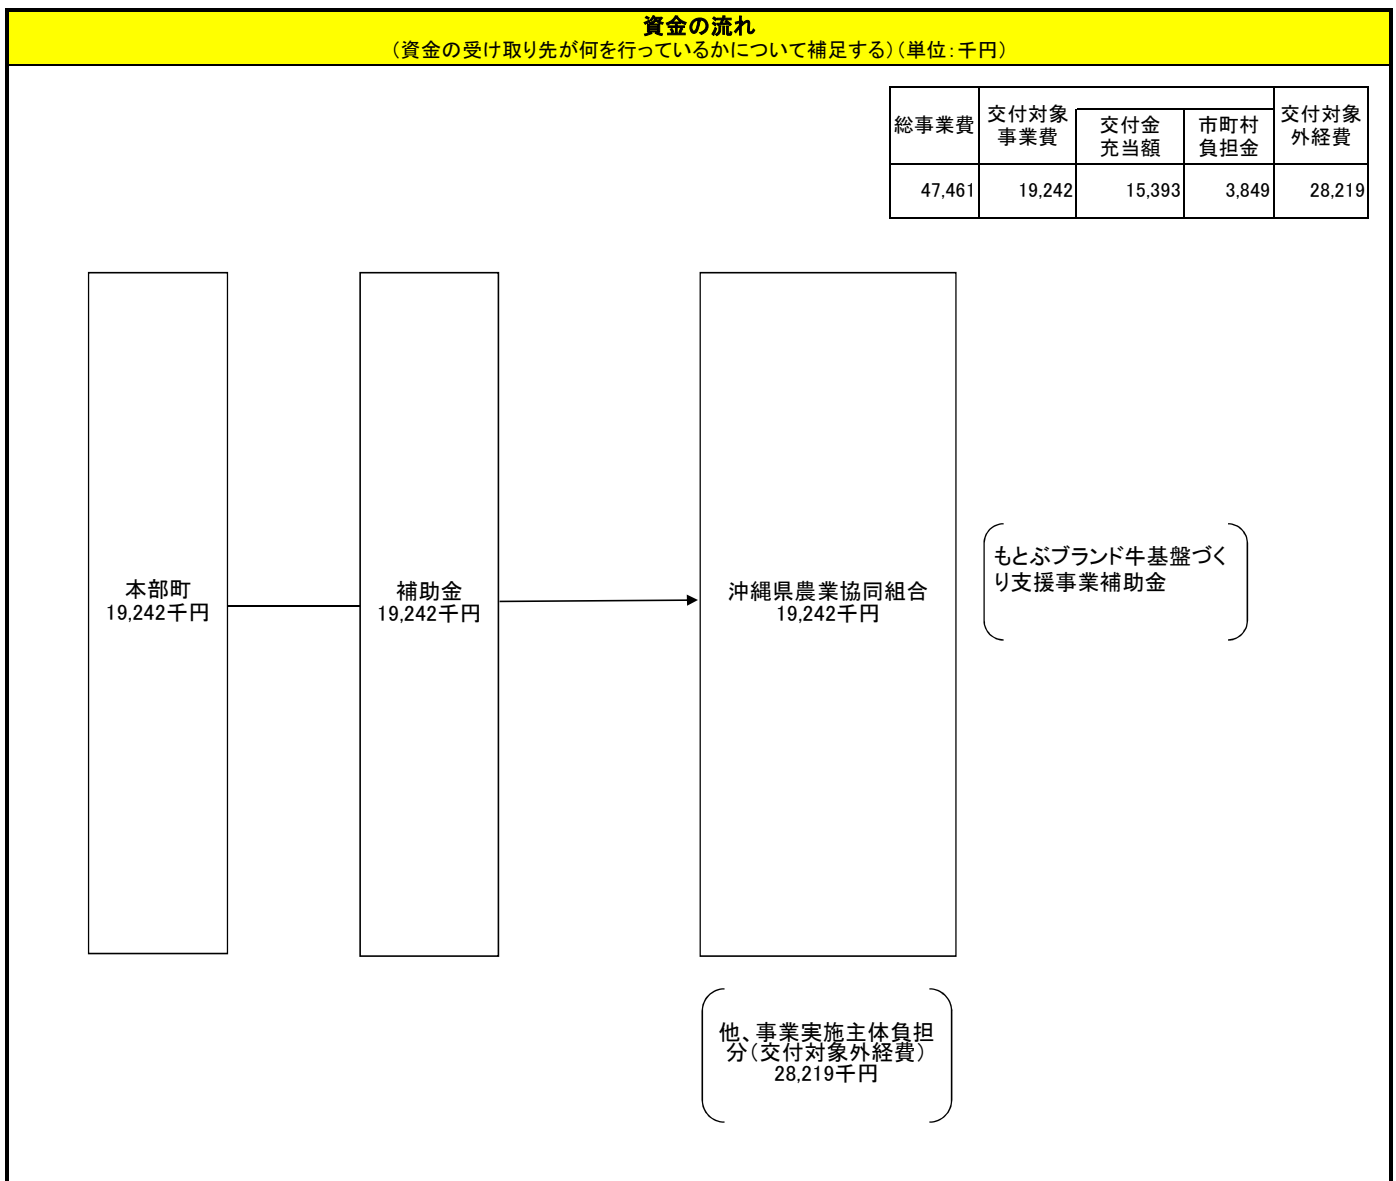 資金の流れ
（資金の受け取り先が何を行っているかについて補足する）（単位：千円）
総事業費
交付対象
事業費
交付金
充当額
市町村
負担金
交付対象
外経費
47,461 19,242 15,393 3,849 28,219
本部町
19,242千円
補助金
19,242千円
沖縄県農業協同組合
19,242千円
もとぶブランド牛基盤づく
り支援事業補助金
他、事業実施主体負担
分（交付対象外経費）
28,219千円